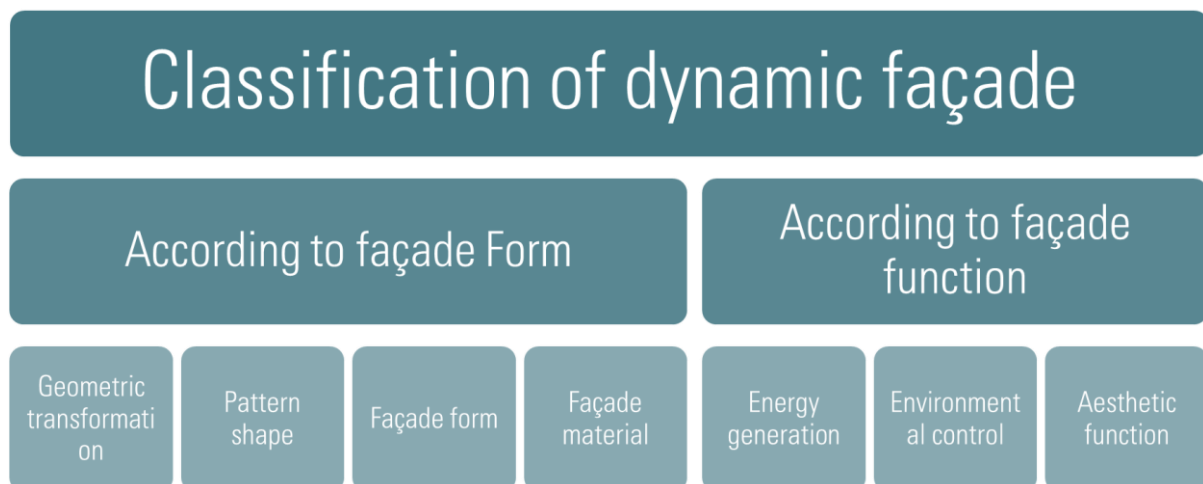 Classification of dynamic façade
According to façade Form
According to façade
function
Geometric
transformati
on
Pattern
shape
Façade form
Façade
material
Energy
generation
Environment
al control
Aesthetic
function